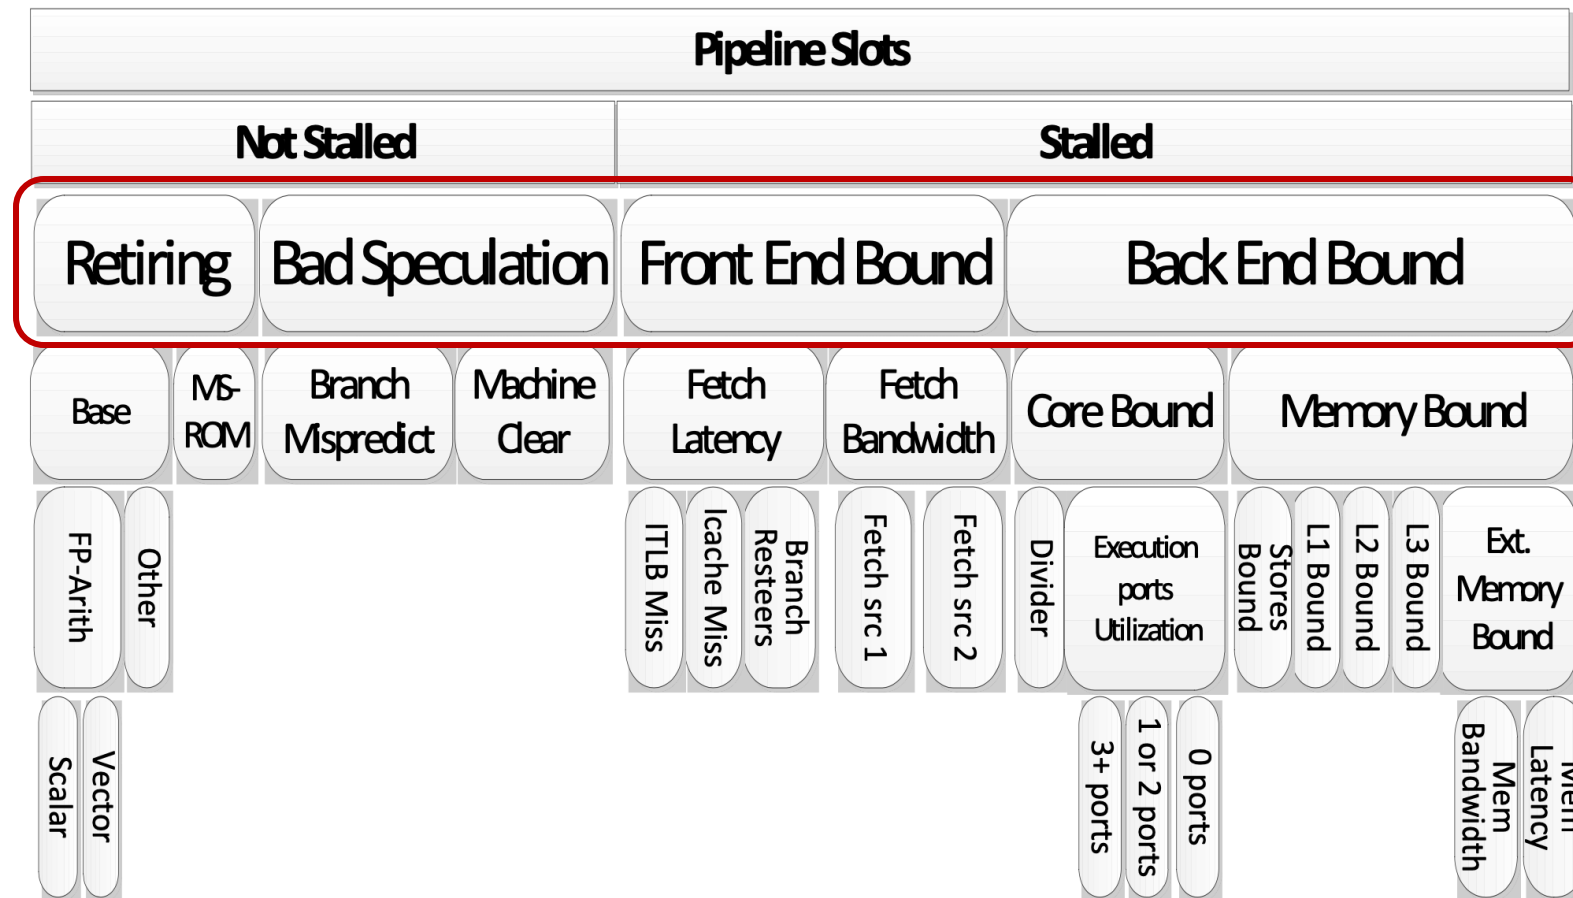 Pipeline Slots
Not Stalled
Stalled
Retiring
Bad Speculation
Front End Bound
Back End Bound
Base
MS-
ROM
Branch
Mispredict
Machine
Clear
Fetch
Latency
Fetch
Bandwidth
Core Bound
Memory Bound
FP-Arith
Other
ITLB Miss
Icache Miss
Branch
Resteers
Fetch src 1
Fetch src 2
Divider
Execution
ports
Utilization
Stores
Bound
L1 Bound
L2 Bound
L3 Bound
Ext.
Memory
Bound
Scalar
Vector
3+ ports
1 or 2 ports
0 ports
Mem
Bandwidth
Mem
Latency